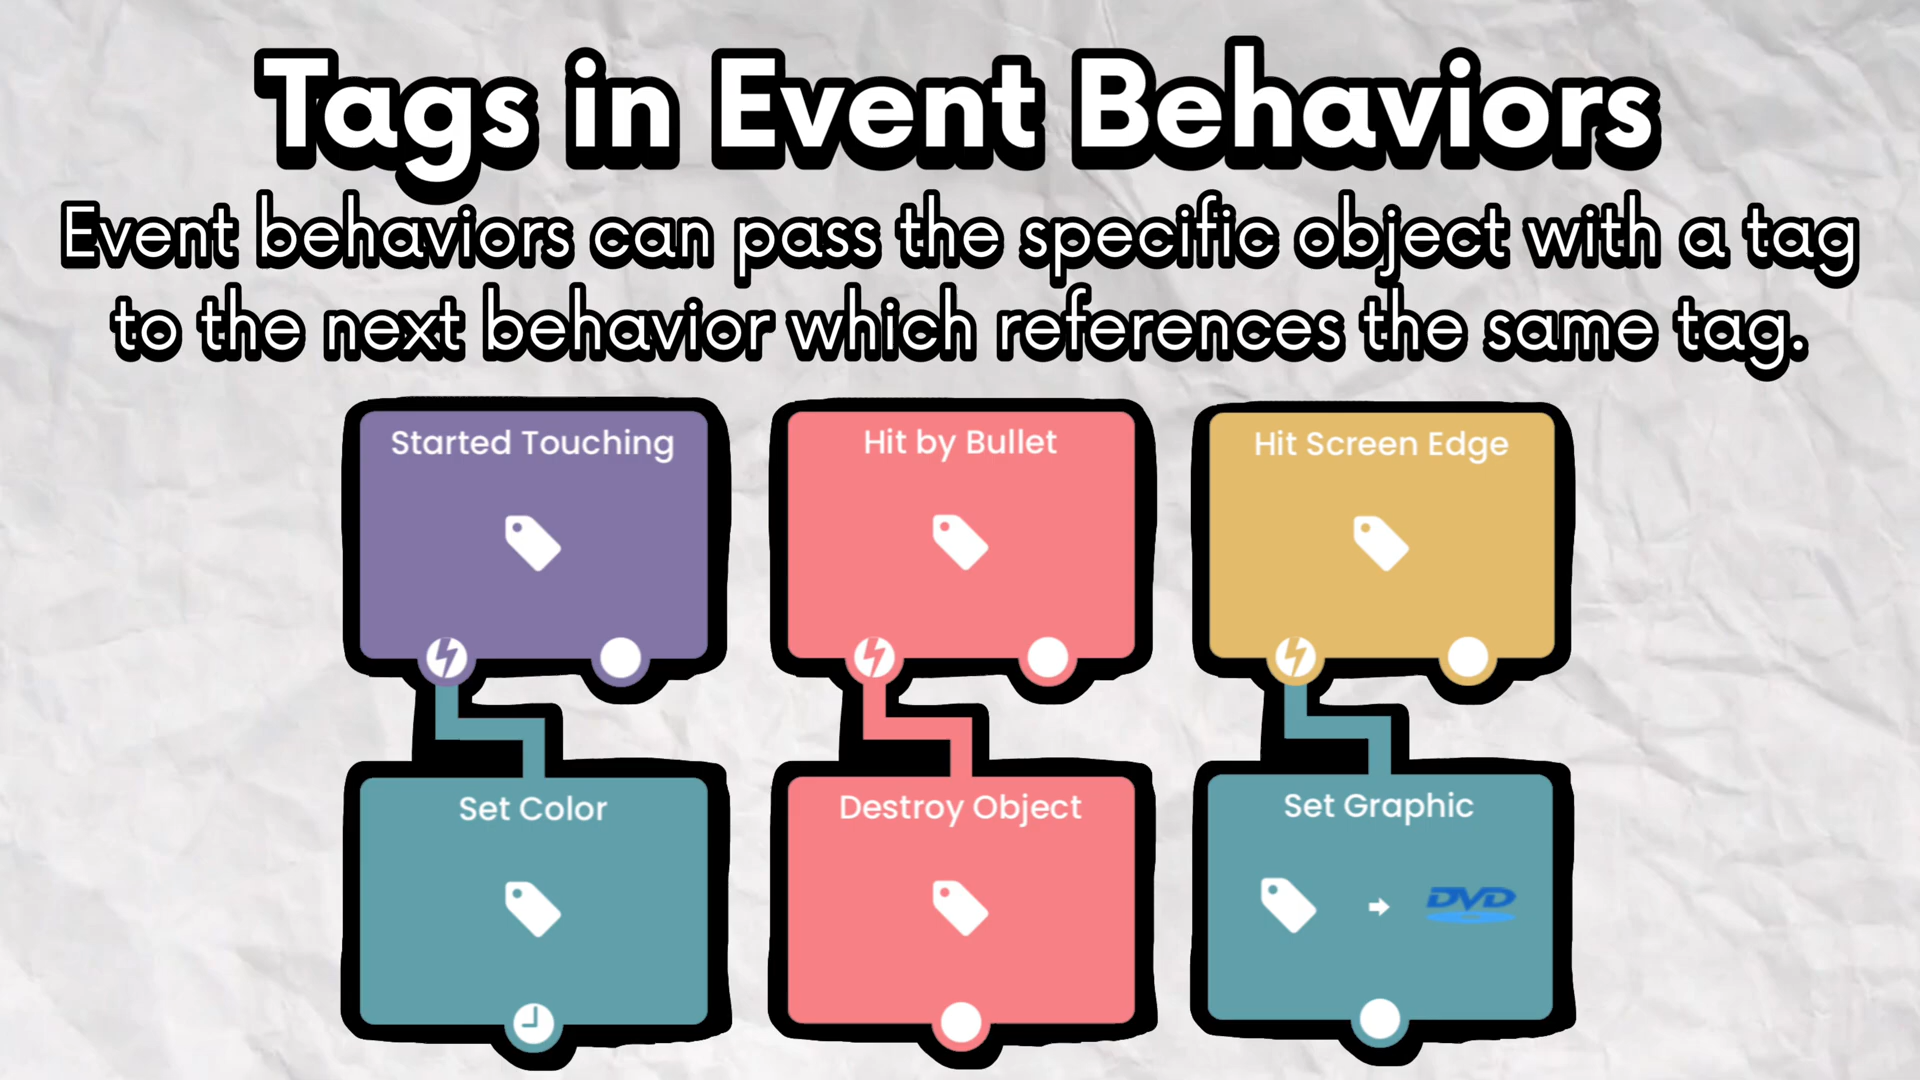 Tags in Event Behaviors
Event behaviors can pass the specific object with a tag
to the next behavior which references the same tag.
Started Touching
Hit by Bullet
Hit Screen Edge
Set Color
Destroy Object
Set Graphic
DVD